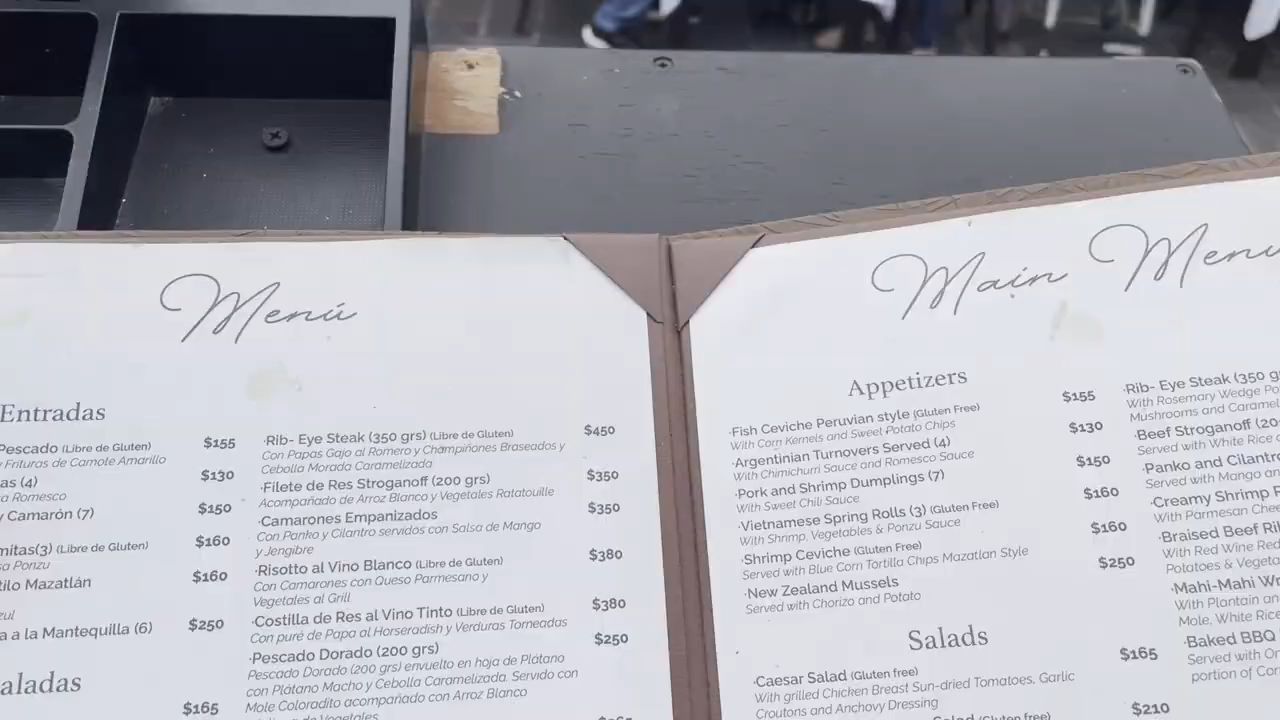 Menú
Entradas
Pescado (Libre de Gluten) $155
y Frituras de Camote Amarillo
as (4) $130
Romesco
y Camarón (7) $150
mitas(3) (Libre de Gluten) $160
sa Ponzu
tilo Mazatlán $160
zul
a a la Mantequilla (6) $250
aladas
$165
·Rib- Eye Steak (350 grs) (Libre de Gluten) $450
Con Papas Gajo al Romero y Champiñones Braseados y
Cebolla Morada Caramelizada
·Filete de Res Stroganoff (200 grs) $350
Acompañado de Arroz Blanco y Vegetales Ratatouille
·Camarones Empanizados $350
Con Panko y Cilantro servidos con Salsa de Mango
y Jengibre
·Risotto al Vino Blanco (Libre de Gluten) $380
Con Camarones con Queso Parmesano y
Vegetales al Grill
·Costilla de Res al Vino Tinto (Libre de Gluten) $380
Con puré de Papa al Horseradish y Verduras Torneadas
·Pescado Dorado (200 grs) $250
Pescado Dorado (200 grs) envuelto en hoja de Plátano
con Plátano Macho y Cebolla Caramelizada. Servido con
Mole Coloradito acompañado con Arroz Blanco
de Vegetales
Main Menu
Appetizers
·Fish Ceviche Peruvian style (Gluten Free) $155
With Corn Kernels and Sweet Potato Chips
·Argentinian Turnovers Served (4) $130
With Chimichurri Sauce and Romesco Sauce
·Pork and Shrimp Dumplings (7) $150
With Sweet Chili Sauce
·Vietnamese Spring Rolls (3) (Gluten Free) $160
With Shrimp, Vegetables & Ponzu Sauce
·Shrimp Ceviche (Gluten Free) $160
Served with Blue Corn Tortilla Chips Mazatlan Style
·New Zealand Mussels $250
Served with Chorizo and Potato
Salads
·Caesar Salad (Gluten free) $165
With grilled Chicken Breast Sun-dried Tomatoes, Garlic
Croutons and Anchovy Dressing
Salad (Gluten free) $210
·Rib- Eye Steak (350 g
With Rosemary Wedge Po
Mushrooms and Caramel
·Beef Stroganoff (20
Served with White Rice
·Panko and Cilantro
Served with Mango an
·Creamy Shrimp
With Parmesan Chee
·Braised Beef Ri
With Red Wine Red
Potatoes & Vegeta
·Mahi-Mahi W
With Plantain an
Mole, White Rice
·Baked BBQ
Served with On
portion of Cor